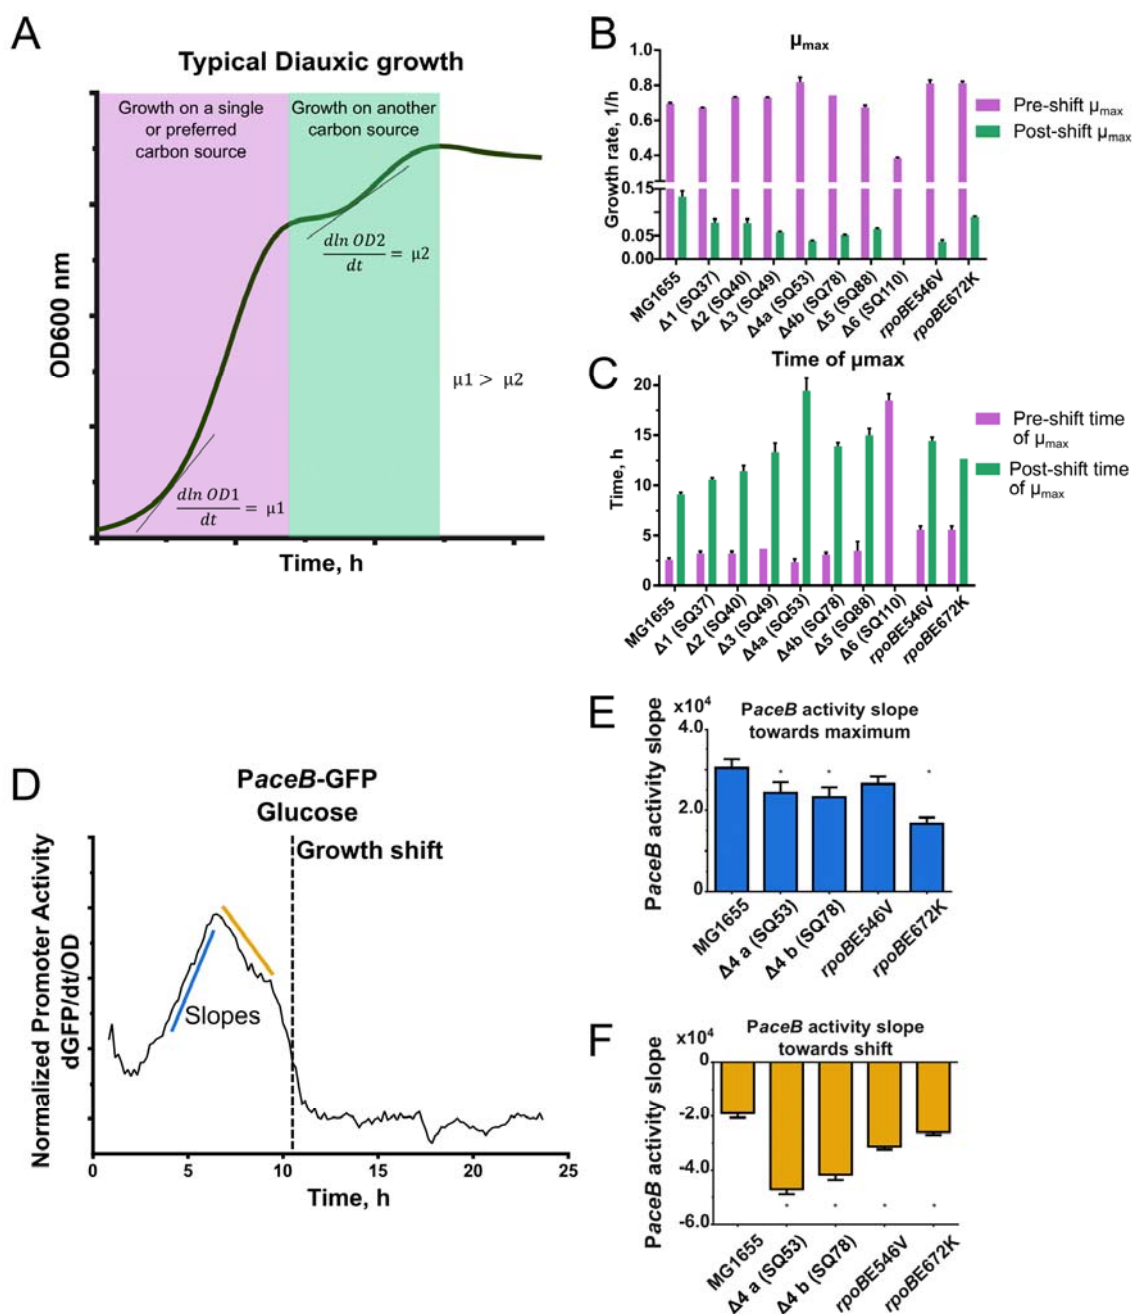 A
Typical Diauxic growth
Growth on a single
or preferred
carbon source
Growth on another
carbon source
OD600 nm
dln OD1
dt
= μ1
dln OD2
dt
= μ2
μ1 > μ2
Time, h
B
μmax
Growth rate, 1/h
1.0
0.8
0.6
0.4
0.15
0.05
0.00
MG1655
Δ1 (SQ37)
Δ2 (SQ40)
Δ3 (SQ49)
Δ4a (SQ53)
Δ4b (SQ78)
Δ5 (SQ88)
Δ6 (SQ110)
rpoBE546V
rpoBE672K
Pre-shift μmax
Post-shift μmax
C
Time of μmax
Time, h
20
15
10
5
0
MG1655
Δ1 (SQ37)
Δ2 (SQ40)
Δ3 (SQ49)
Δ4a (SQ53)
Δ4b (SQ78)
Δ5 (SQ88)
Δ6 (SQ110)
rpoBE546V
rpoBE672K
Pre-shift time
of μmax
Post-shift time
of μmax
D
PaceB-GFP
Glucose
Growth shift
Slopes
Normalized Promoter Activity
dGFP/dt/OD
0
5
10
15
20
25
Time, h
E
x10⁴
PaceB activity slope
towards maximum
PaceB activity slope
4.0
2.0
0
* * *
MG1655
Δ4 a (SQ53)
Δ4 b (SQ78)
rpoBE546V
rpoBE672K
F
x10⁴
PaceB activity slope
towards shift
PaceB activity slope
0
-2.0
-4.0
-6.0
* * * *
MG1655
Δ4 a (SQ53)
Δ4 b (SQ78)
rpoBE546V
rpoBE672K